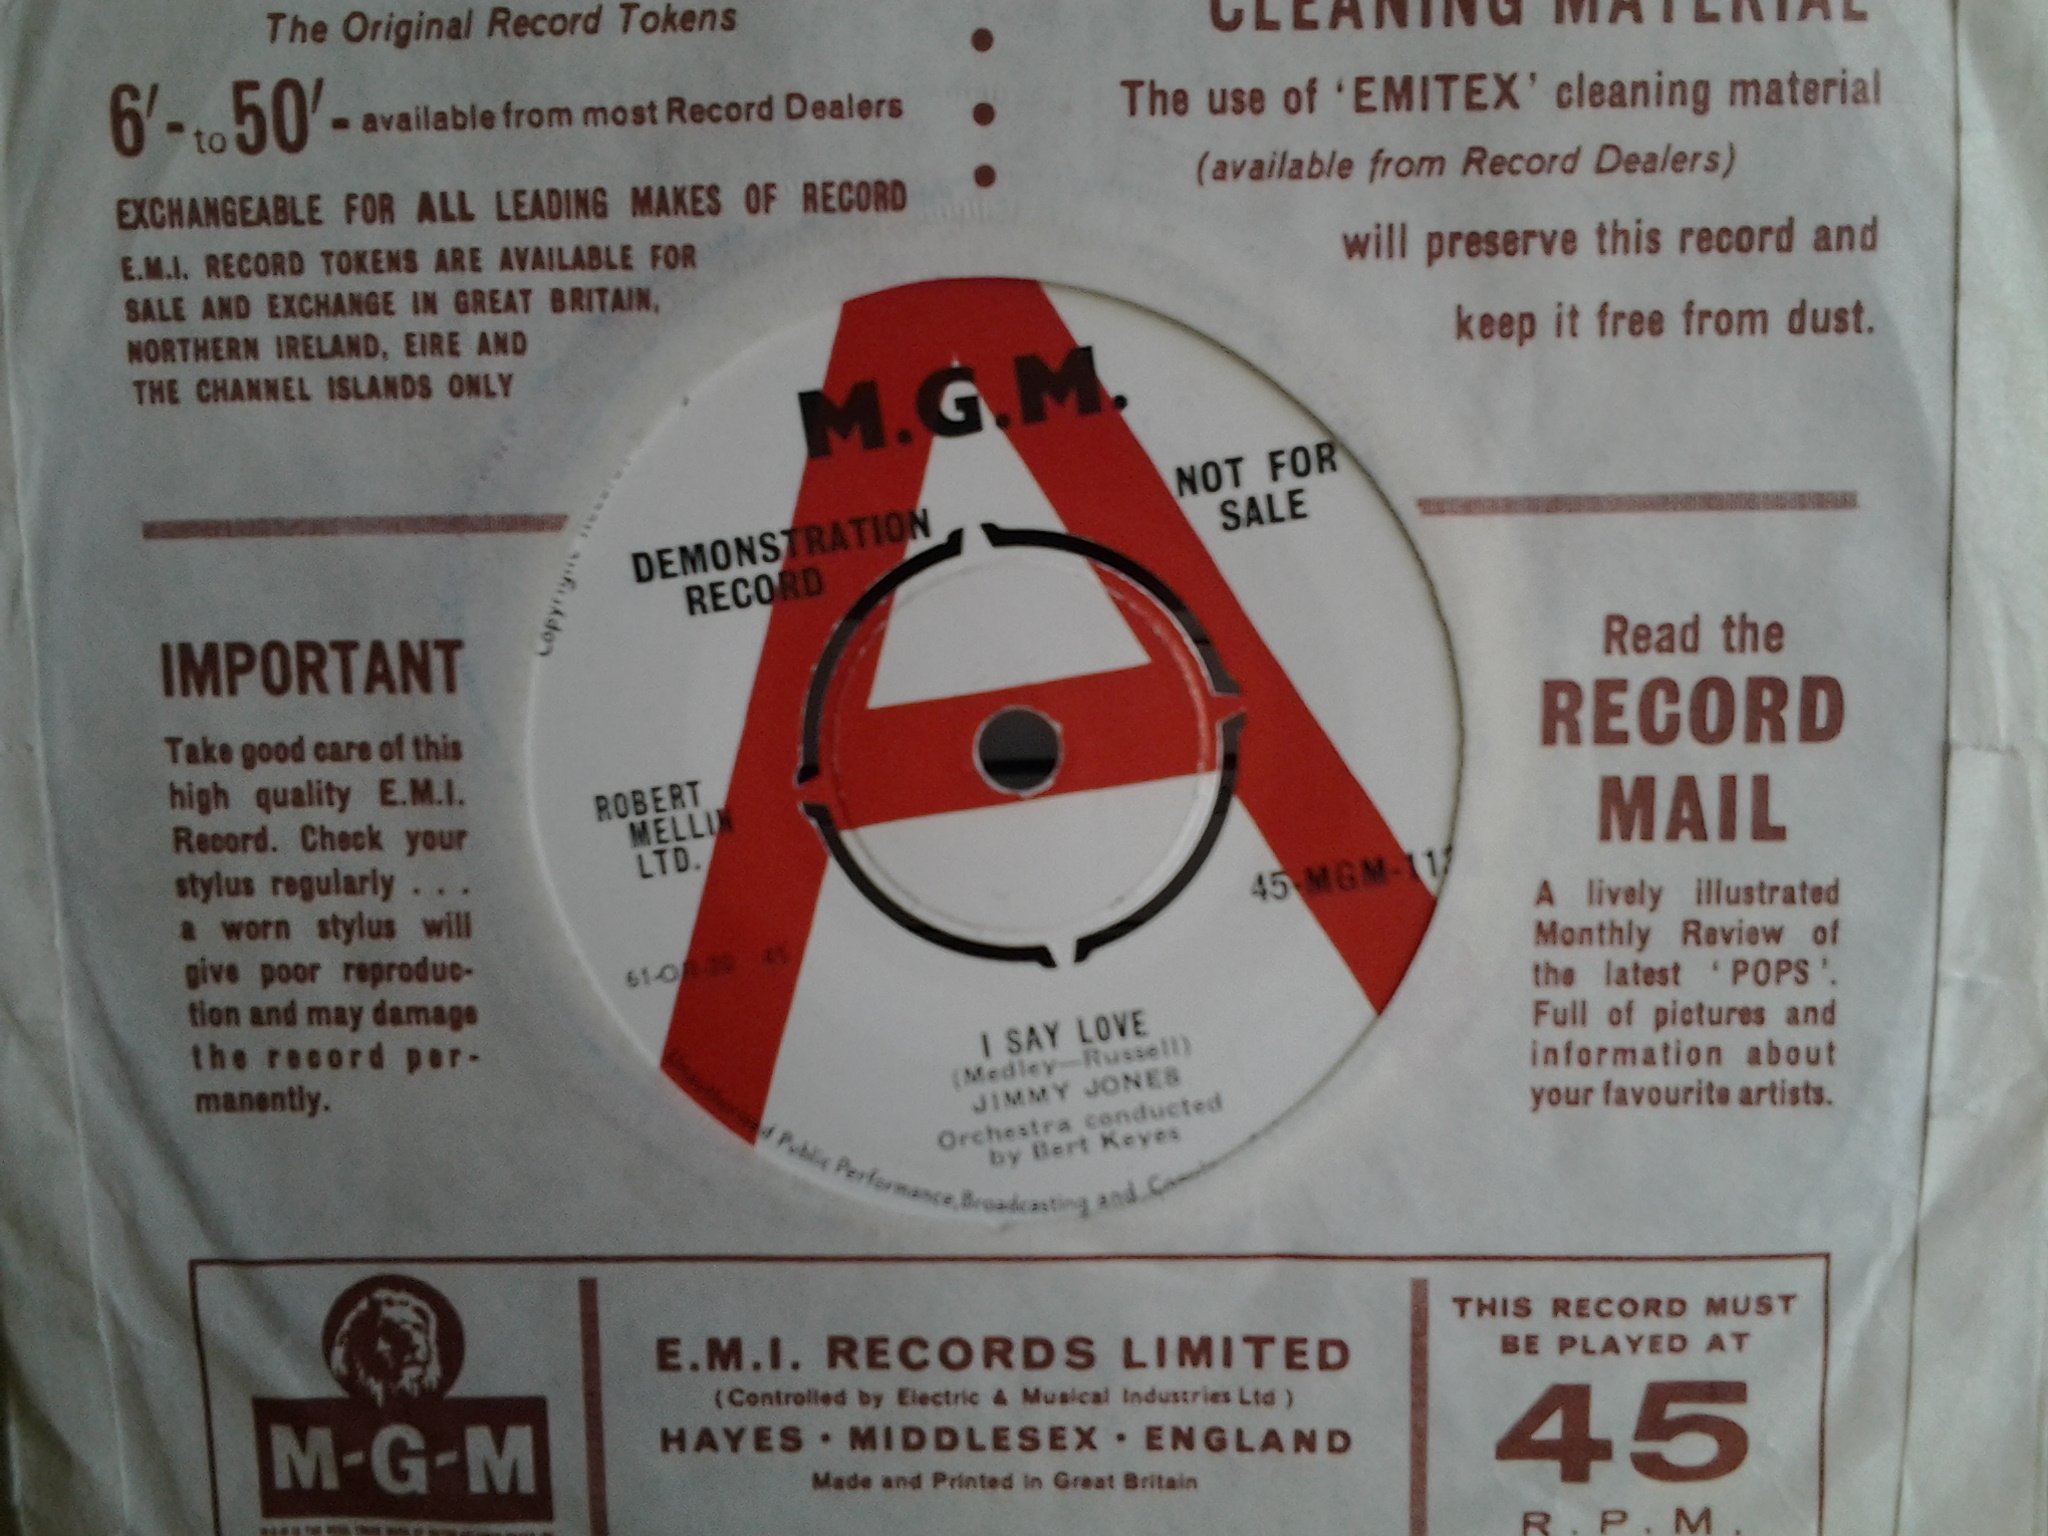 The Original Record Tokens
6'- to 50'- available from most Record Dealers
EXCHANGEABLE FOR ALL LEADING MAKES OF RECORD
E.M.I. RECORD TOKENS ARE AVAILABLE FOR
SALE AND EXCHANGE IN GREAT BRITAIN,
NORTHERN IRELAND, EIRE AND
THE CHANNEL ISLANDS ONLY
CLEANING MATERIAL
The use of 'EMITEX' cleaning material
(available from Record Dealers)
will preserve this record and
keep it free from dust.
IMPORTANT
Take good care of this
high quality E.M.I.
Record. Check your
stylus regularly . . .
a worn stylus will
give poor reproduc-
tion and may damage
the record per-
manently.
M.G.M.
DEMONSTRATION
RECORD
NOT FOR
SALE
Copyright
ROBERT
MELLIN
LTD.
45-MGM-11
I SAY LOVE
(Medley—Russell)
JIMMY JONES
Orchestra conducted
by Bert Keyes
Unauthorised Public Performance, Broadcasting and
Read the
RECORD
MAIL
A lively illustrated
Monthly Review of
the latest 'POPS'.
Full of pictures and
information about
your favourite artists.
M-G-M
E.M.I. RECORDS LIMITED
(Controlled by Electric & Musical Industries Ltd)
HAYES · MIDDLESEX · ENGLAND
Made and Printed in Great Britain
THIS RECORD MUST
BE PLAYED AT
45
R.P.M.